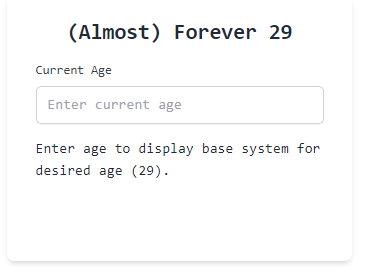 (Almost) Forever 29
Current Age
Enter current age
Enter age to display base system for
desired age (29).